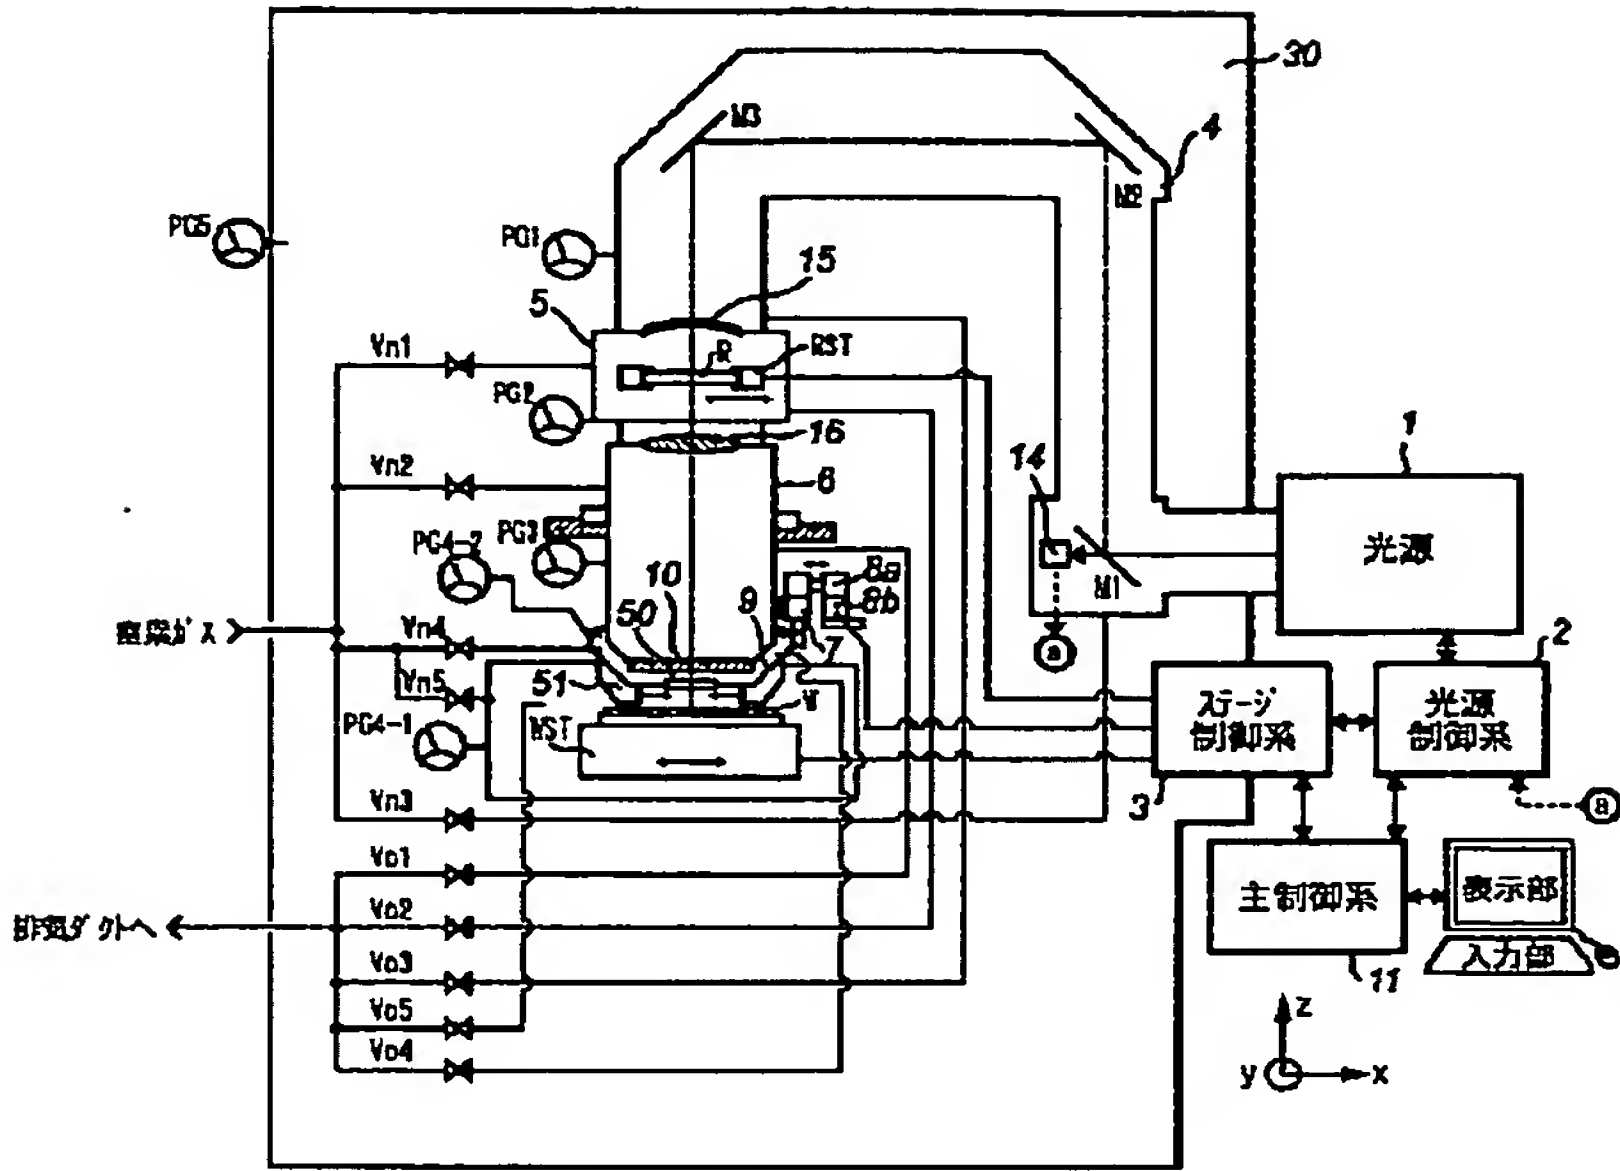 30
M3
4
M2
PG5
PG1
15
5
Vn1
R
RST
PG2
16
1
Vn2
6
14
光源
PG4-2
PG3
10
8a
50
9
8b
M1
窒素ガス
Vn4
7
a
2
Vn5
51
W
ステージ
制御系
光源
制御系
PG4-1
WST
3
a
Vn3
Vo1
主制御系
表示部
排気ダクトへ
Vo2
入力部
Vo3
11
Vo5
Z
Vo4
y
x